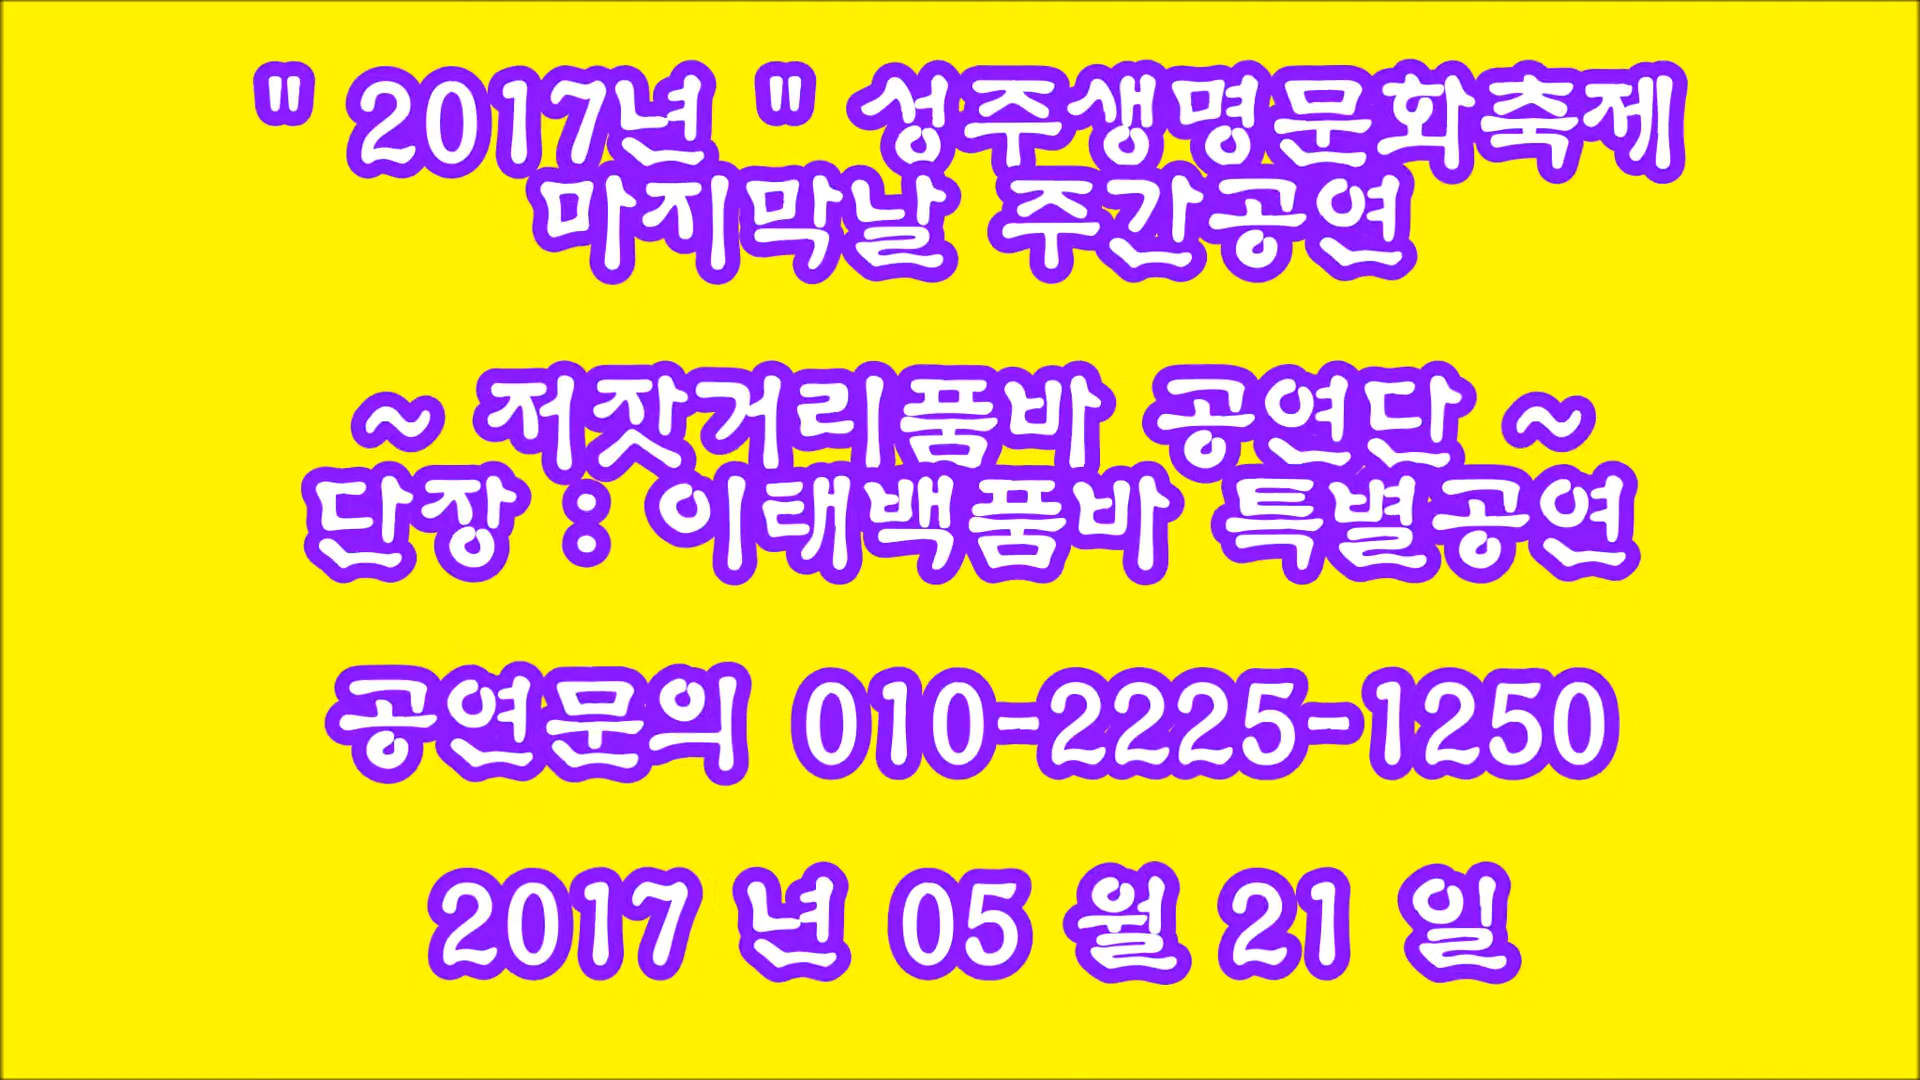 " 2017년 " 성주생명문화축제
마지막날 주간공연
~ 저잣거리품바 공연단 ~
단장 : 이태백품바 특별공연
공연문의 010-2225-1250
2017 년 05 월 21 일